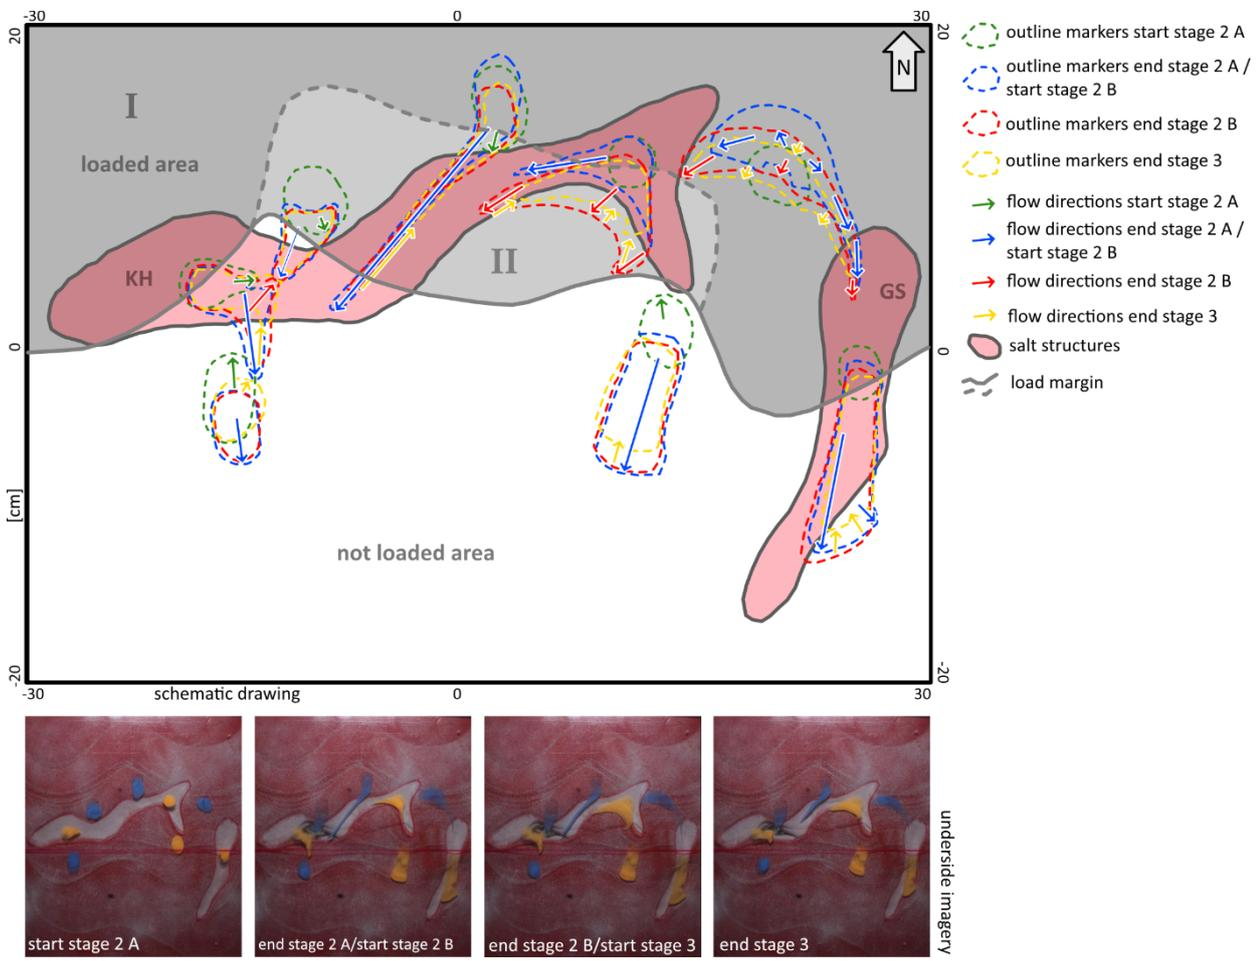 -30
0
30
20
20
N
I
loaded area
KH
II
GS
0
0
[cm]
not loaded area
-20
-20
-30
schematic drawing
0
30
outline markers start stage 2 A
outline markers end stage 2 A /
start stage 2 B
outline markers end stage 2 B
outline markers end stage 3
flow directions start stage 2 A
flow directions end stage 2 A /
start stage 2 B
flow directions end stage 2 B
flow directions end stage 3
salt structures
load margin
start stage 2 A
end stage 2 A/start stage 2 B
end stage 2 B/start stage 3
end stage 3
underside imagery